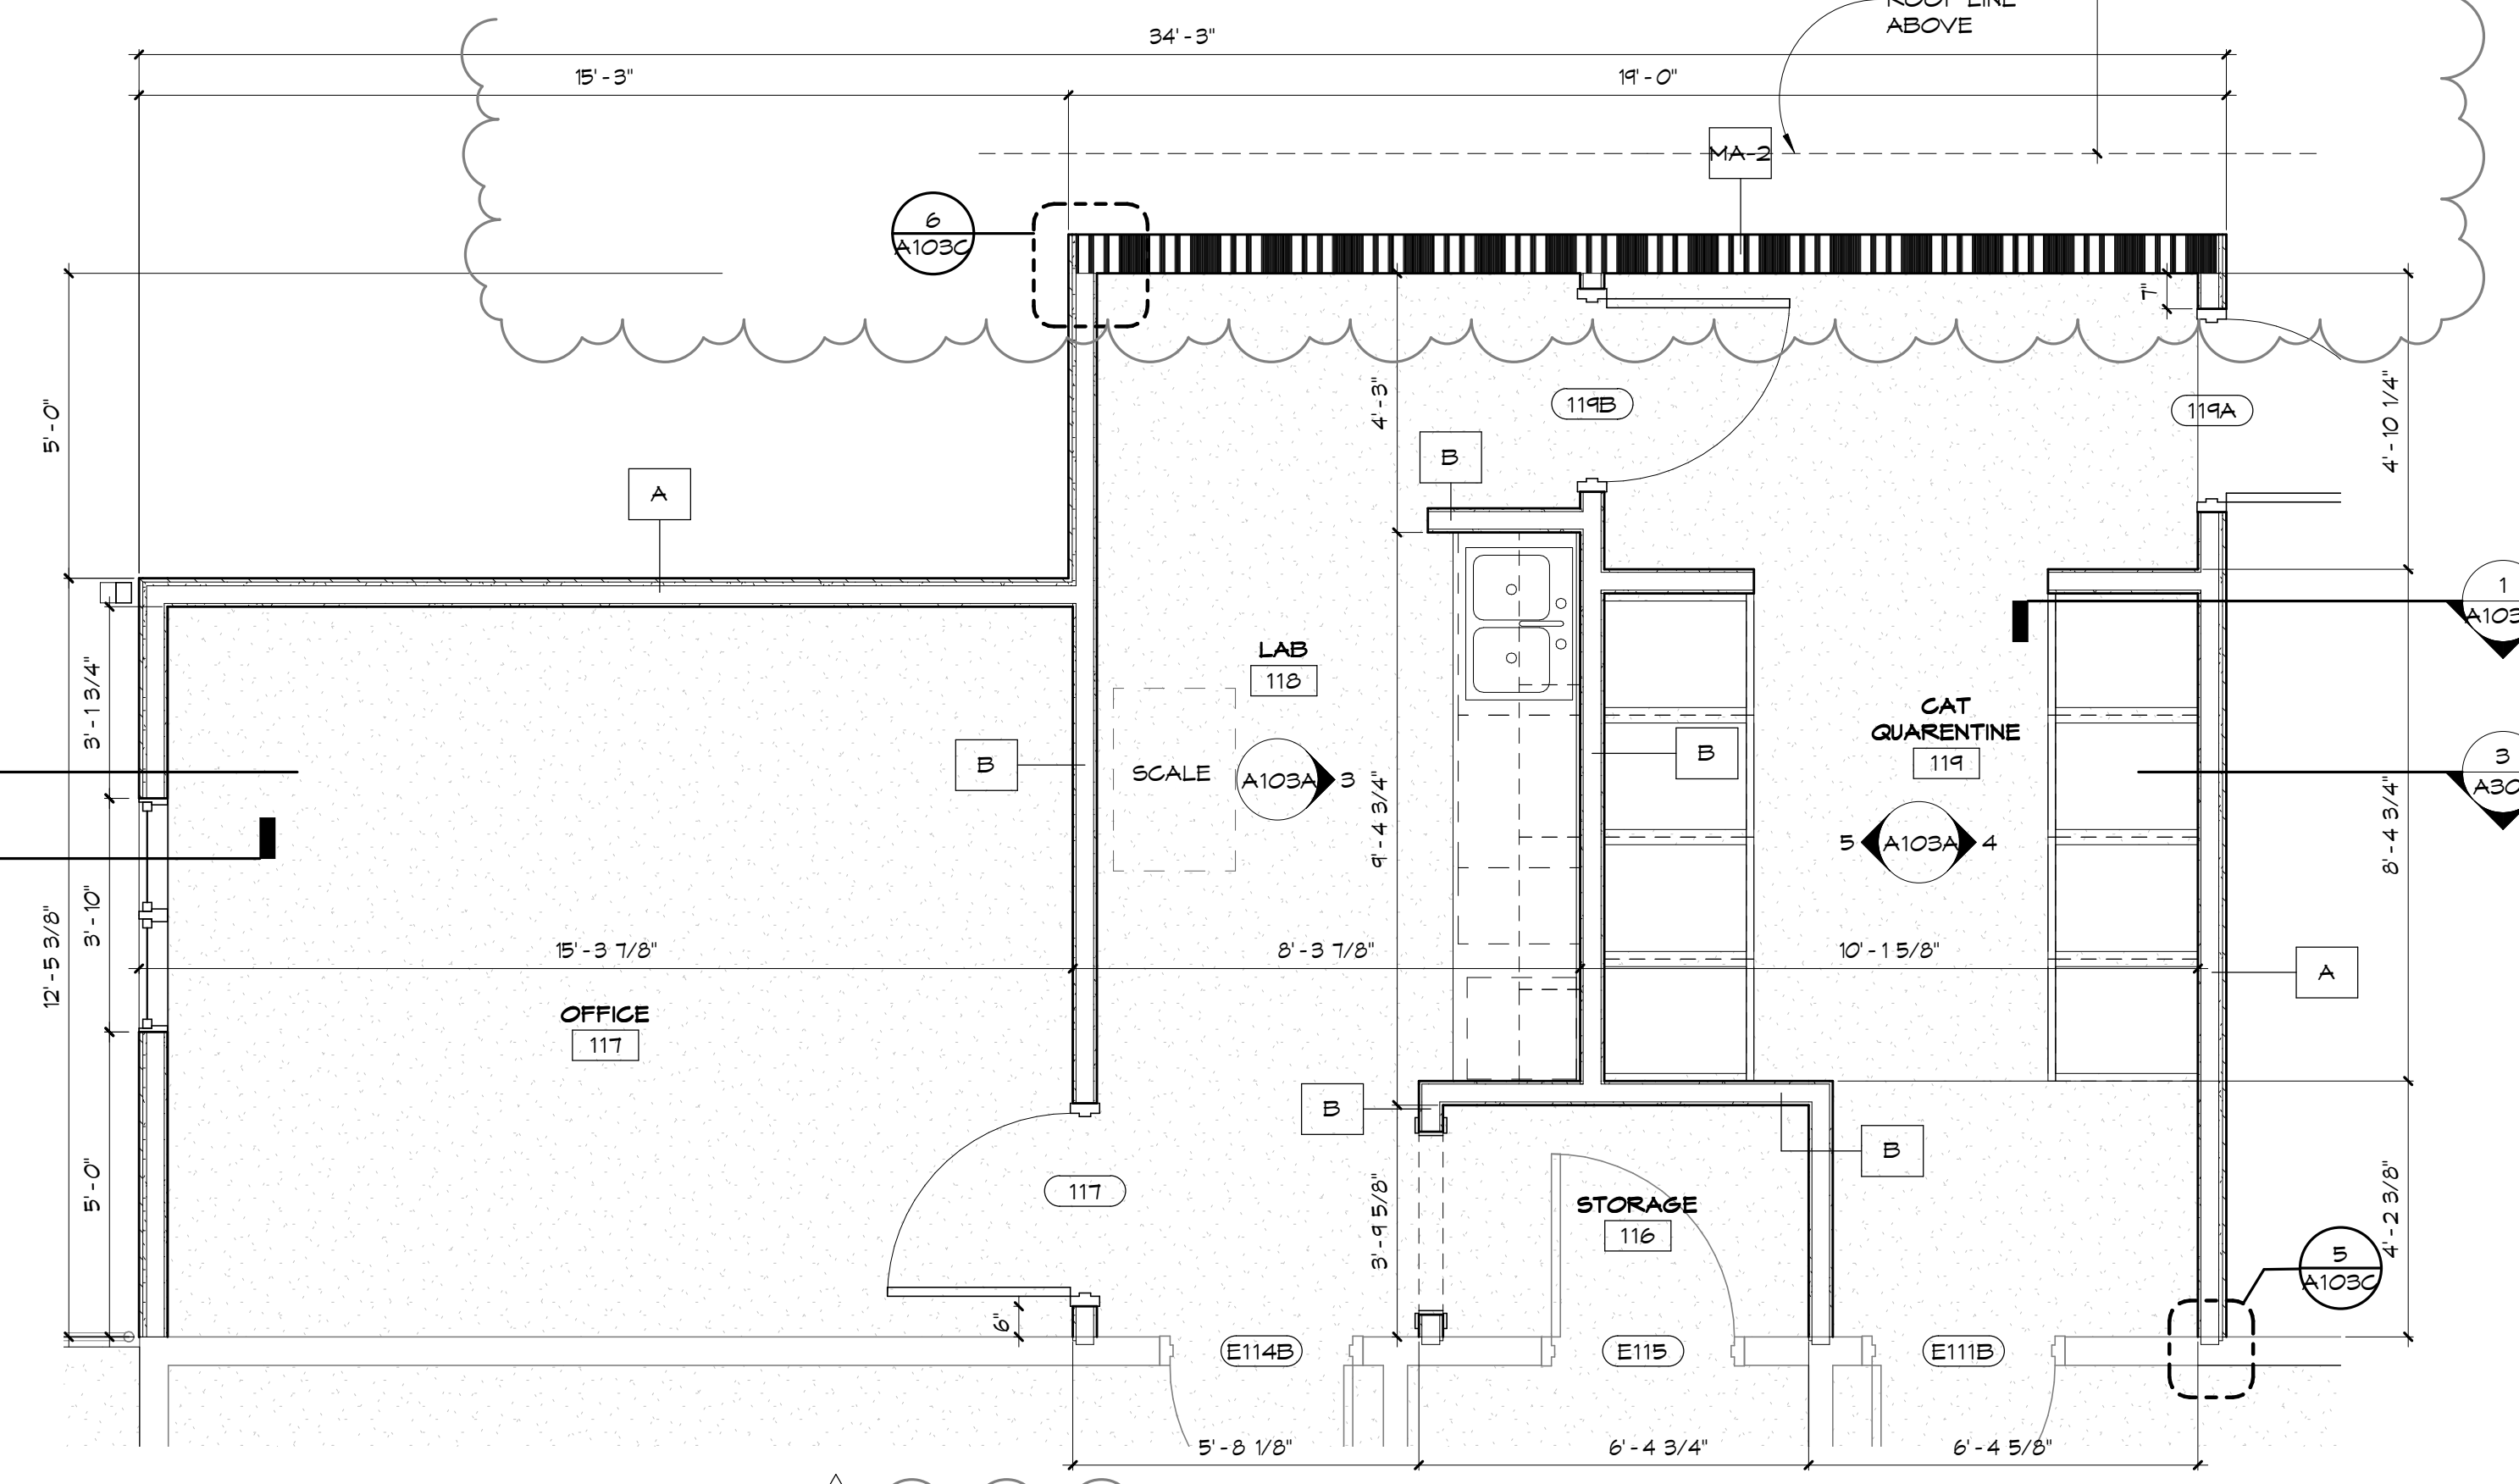 ROOF LINE
ABOVE
34'-3"
15'-3"
19'-0"
MA-2
6
A103C
7"
5'-0"
4'-3"
119B
119A
4'-10 1/4"
B
A
1
A103
LAB
118
3'-1 3/4"
CAT
QUARENTINE
119
B
SCALE
A103A
3
B
3
A30
9'-4 3/4"
5
A103A
4
8'-4 3/4"
3'-10"
12'-5 3/8"
15'-3 7/8"
8'-3 7/8"
10'-1 5/8"
A
OFFICE
117
B
B
5'-0"
117
STORAGE
116
3'-9 5/8"
4'-2 3/8"
5
A103C
6"
E114B
E115
E111B
5'-8 1/8"
6'-4 3/4"
6'-4 5/8"